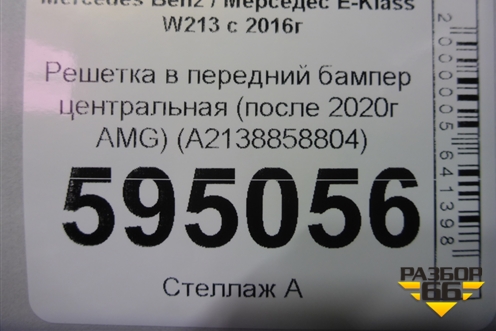 Mercedes Benz / Мерседес E-Klass
W213 с 2016г
Решетка в передний бампер
центральная (после 2020г
AMG) (A2138858804)
595056
Стеллаж А
2000005641398
РАЗБОР
66